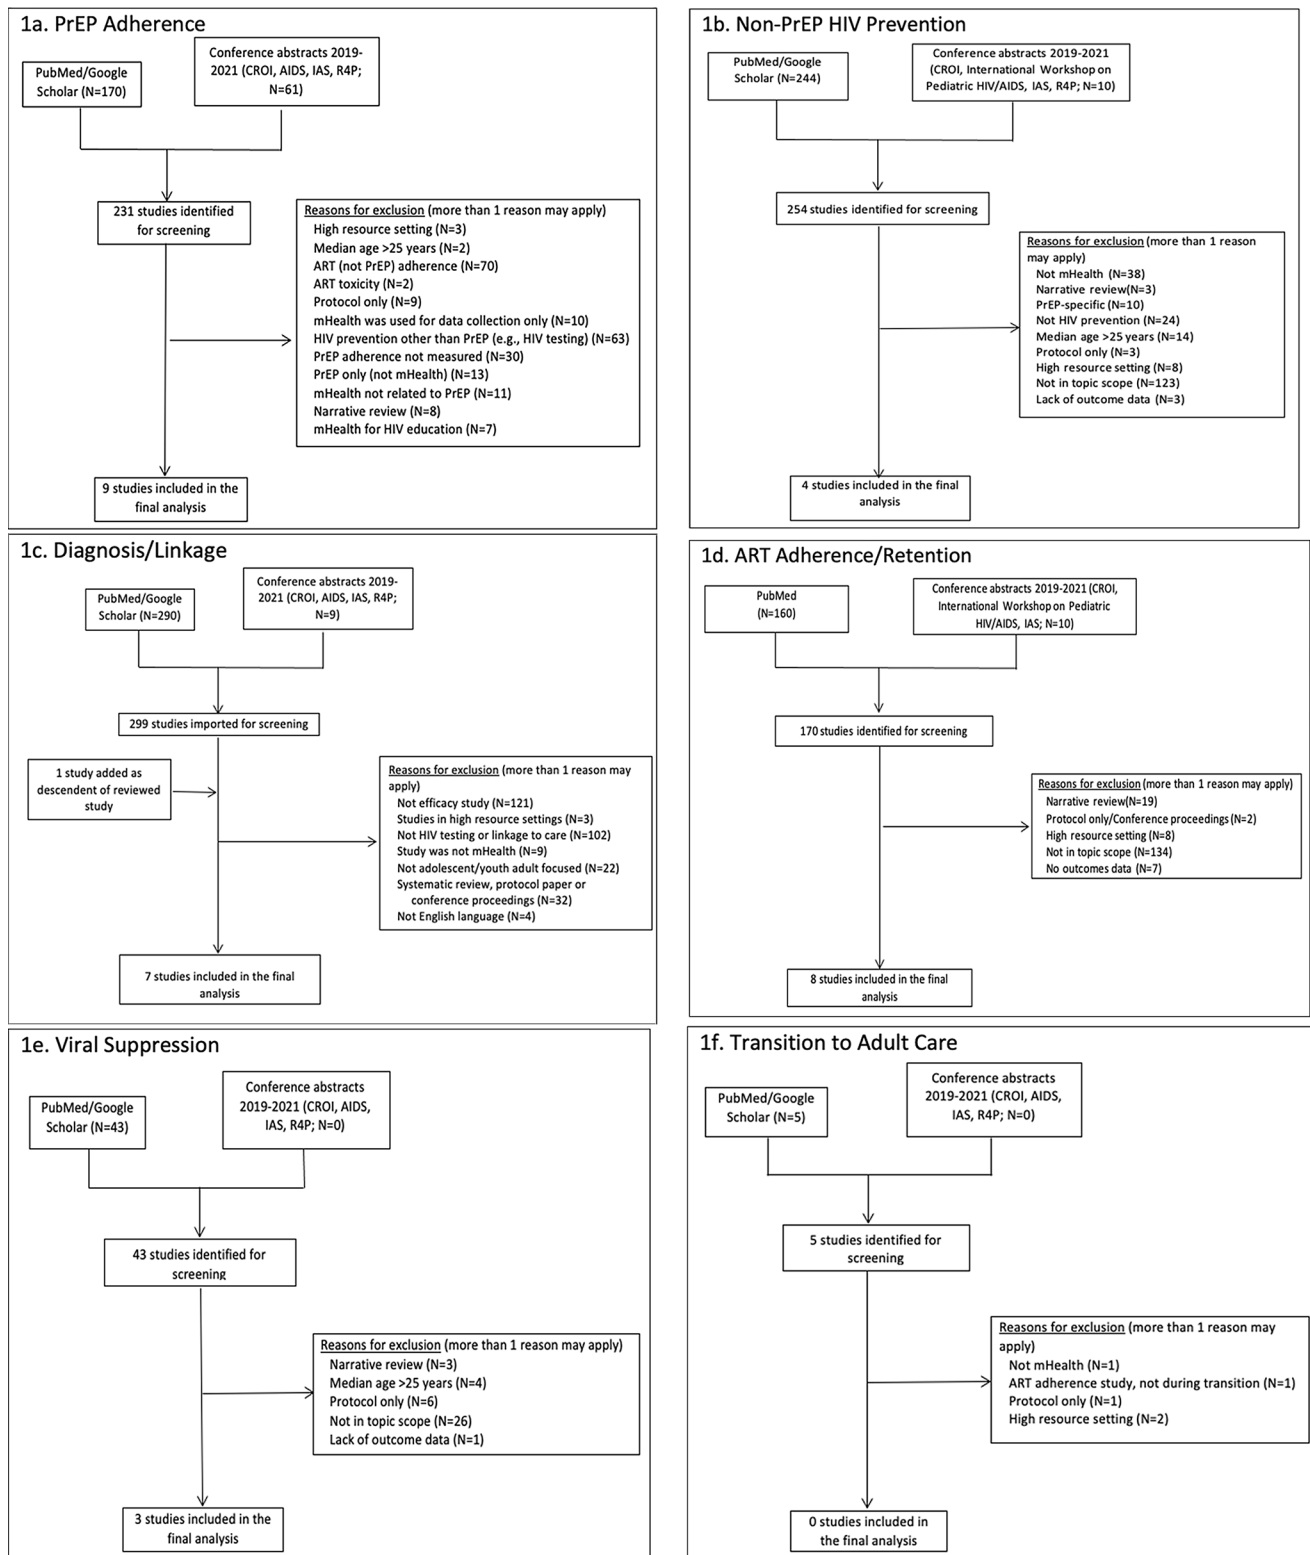 1a. PrEP Adherence
PubMed/Google
Scholar (N=170)
Conference abstracts 2019-
2021 (CROI, AIDS, IAS, R4P;
N=61)
231 studies identified
for screening
Reasons for exclusion (more than 1 reason may apply)
High resource setting (N=3)
Median age >25 years (N=2)
ART (not PrEP) adherence (N=70)
ART toxicity (N=2)
Protocol only (N=9)
mHealth was used for data collection only (N=10)
HIV prevention other than PrEP (e.g., HIV testing) (N=63)
PrEP adherence not measured (N=30)
PrEP only (not mHealth) (N=13)
mHealth not related to PrEP (N=11)
Narrative review (N=8)
mHealth for HIV education (N=7)
9 studies included in the
final analysis
1b. Non-PrEP HIV Prevention
PubMed/Google
Scholar (N=244)
Conference abstracts 2019-2021
(CROI, International Workshop on
Pediatric HIV/AIDS, IAS, R4P; N=10)
254 studies identified for screening
Reasons for exclusion (more than 1 reason
may apply)
Not mHealth (N=38)
Narrative review(N=3)
PrEP-specific (N=10)
Not HIV prevention (N=24)
Median age >25 years (N=14)
Protocol only (N=3)
High resource setting (N=8)
Not in topic scope (N=123)
Lack of outcome data (N=3)
4 studies included in the final
analysis
1c. Diagnosis/Linkage
PubMed/Google
Scholar (N=290)
Conference abstracts 2019-
2021 (CROI, AIDS, IAS, R4P;
N=9)
299 studies imported for screening
1 study added as
descendent of reviewed
study
Reasons for exclusion (more than 1 reason may
apply)
Not efficacy study (N=121)
Studies in high resource settings (N=3)
Not HIV testing or linkage to care (N=102)
Study was not mHealth (N=9)
Not adolescent/youth adult focused (N=22)
Systematic review, protocol paper or
conference proceedings (N=32)
Not English language (N=4)
7 studies included in the final
analysis
1d. ART Adherence/Retention
PubMed
(N=160)
Conference abstracts 2019-2021 (CROI,
International Workshop on Pediatric
HIV/AIDS, IAS; N=10)
170 studies identified for screening
Reasons for exclusion (more than 1 reason may apply)
Narrative review(N=19)
Protocol only/Conference proceedings (N=2)
High resource setting (N=8)
Not in topic scope (N=134)
No outcomes data (N=7)
8 studies included in the final
analysis
1e. Viral Suppression
PubMed/Google
Scholar (N=43)
Conference abstracts
2019-2021 (CROI, AIDS,
IAS, R4P; N=0)
43 studies identified for
screening
Reasons for exclusion (more than 1 reason may apply)
Narrative review (N=3)
Median age >25 years (N=4)
Protocol only (N=6)
Not in topic scope (N=26)
Lack of outcome data (N=1)
3 studies included in the
final analysis
1f. Transition to Adult Care
PubMed/Google
Scholar (N=5)
Conference abstracts
2019-2021 (CROI, AIDS,
IAS, R4P; N=0)
5 studies identified for
screening
Reasons for exclusion (more than 1 reason may
apply)
Not mHealth (N=1)
ART adherence study, not during transition (N=1)
Protocol only (N=1)
High resource setting (N=2)
0 studies included in
the final analysis